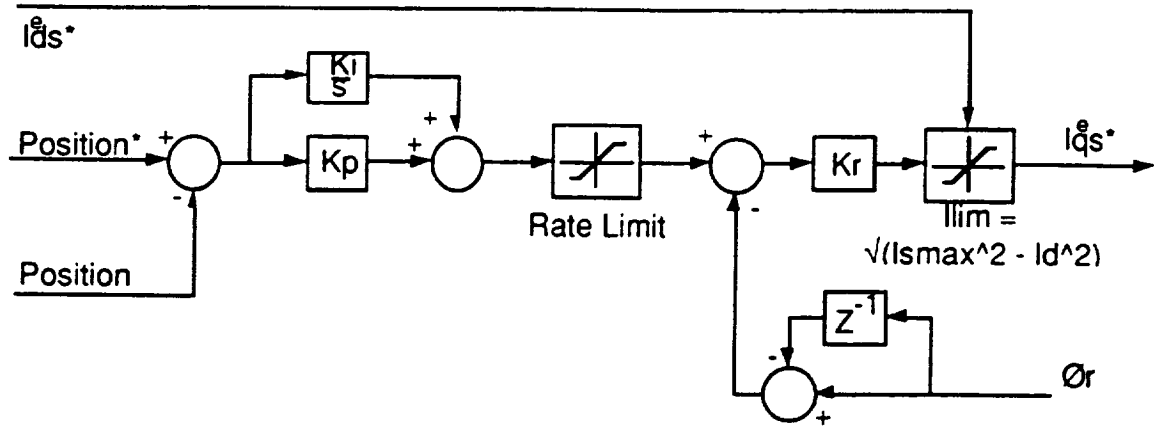 Ids* e
Ki
s
+
+
Position*
+
Kp
+
-
Position
Rate Limit
+
-
Kr
Iqs* e
Ilim =
√(Ismax^2 - Id^2)
Z-1
-
+
Ør